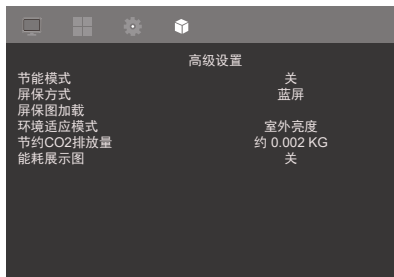 高级设置
节能模式 关
屏保方式 蓝屏
屏保图加载
环境适应模式 室外亮度
节约CO2排放量 约 0.002 KG
能耗展示图 关